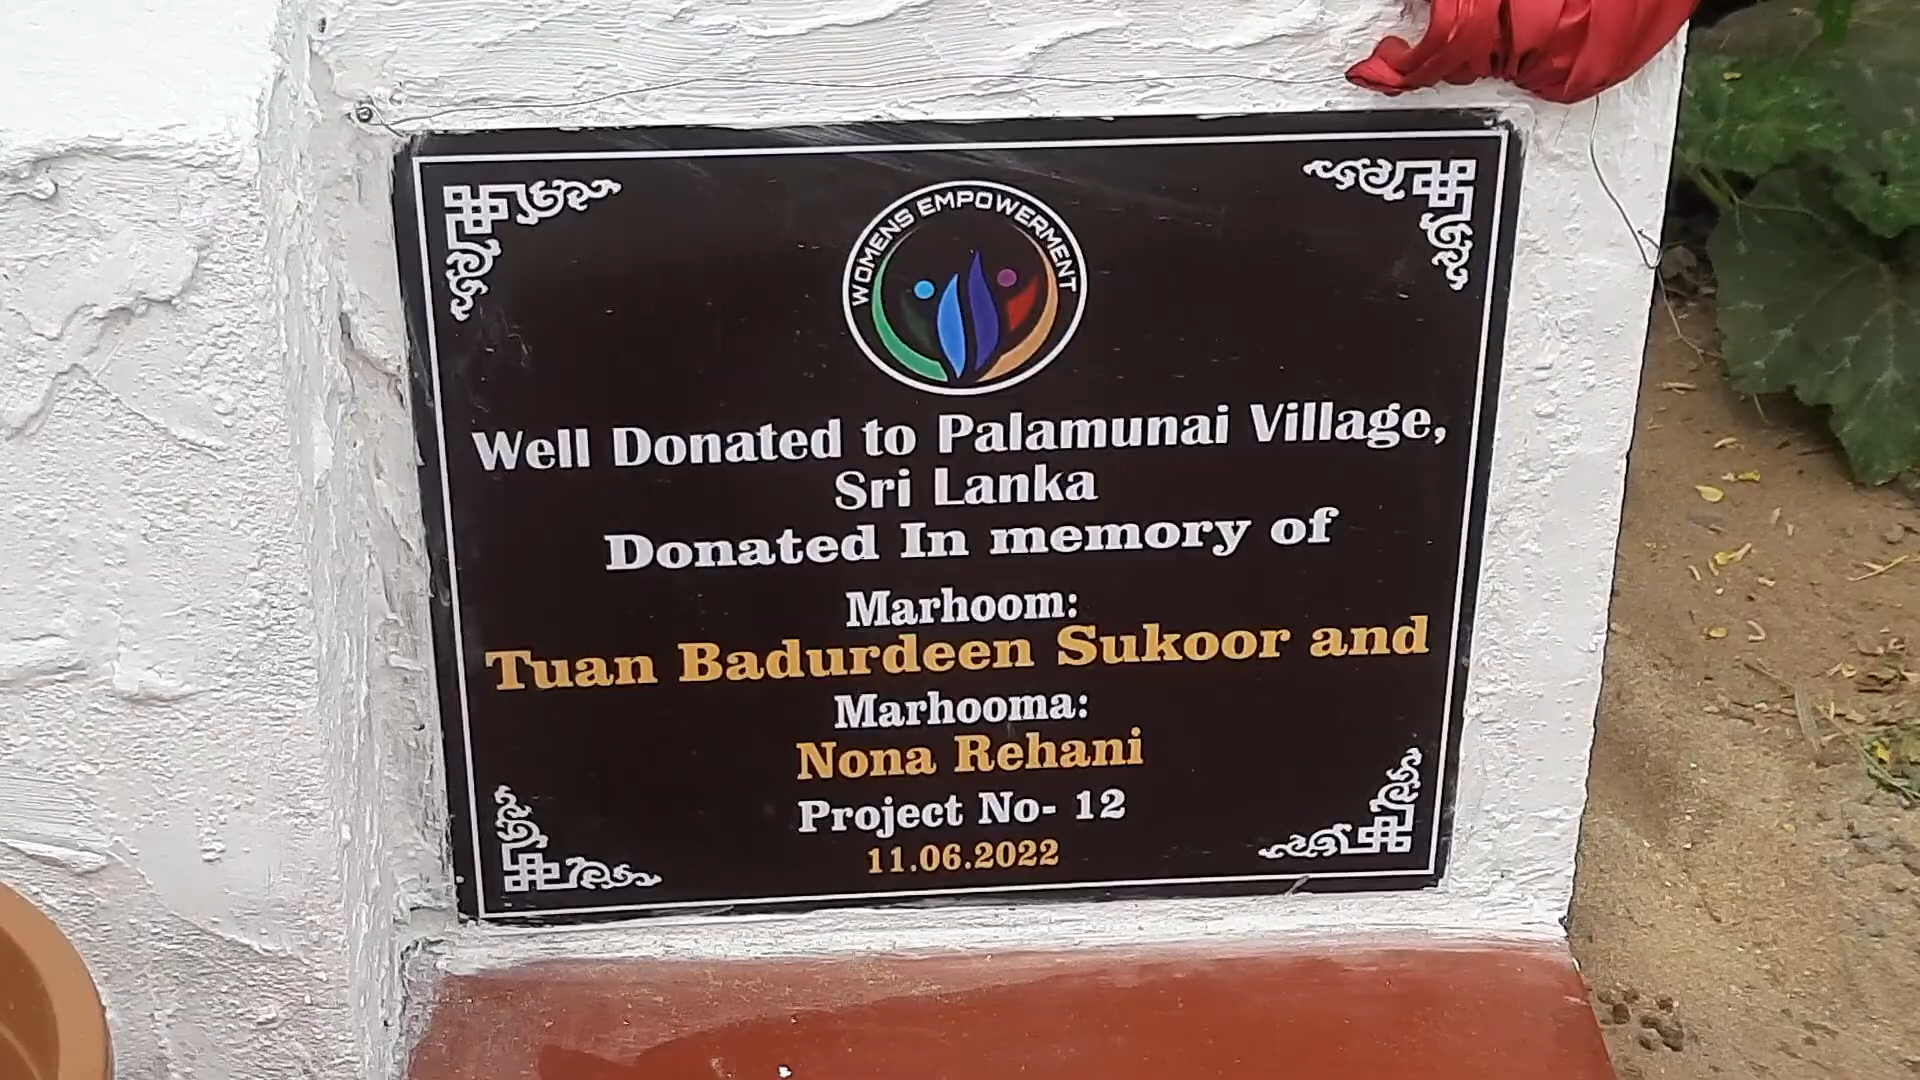 WOMENS EMPOWERMENT
Well Donated to Palamunai Village,
Sri Lanka
Donated In memory of
Marhoom:
Tuan Badurdeen Sukoor and
Marhooma:
Nona Rehani
Project No- 12
11.06.2022